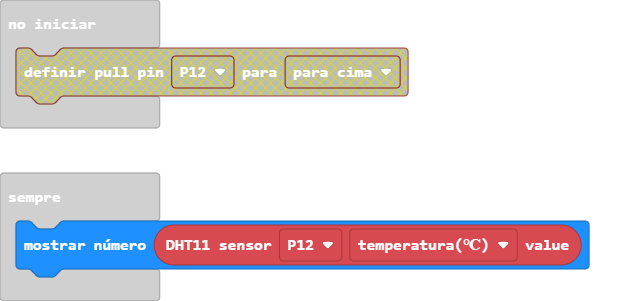 no iniciar
definir pull pin P12 para para cima
sempre
mostrar número DHT11 sensor P12 temperatura(℃) value